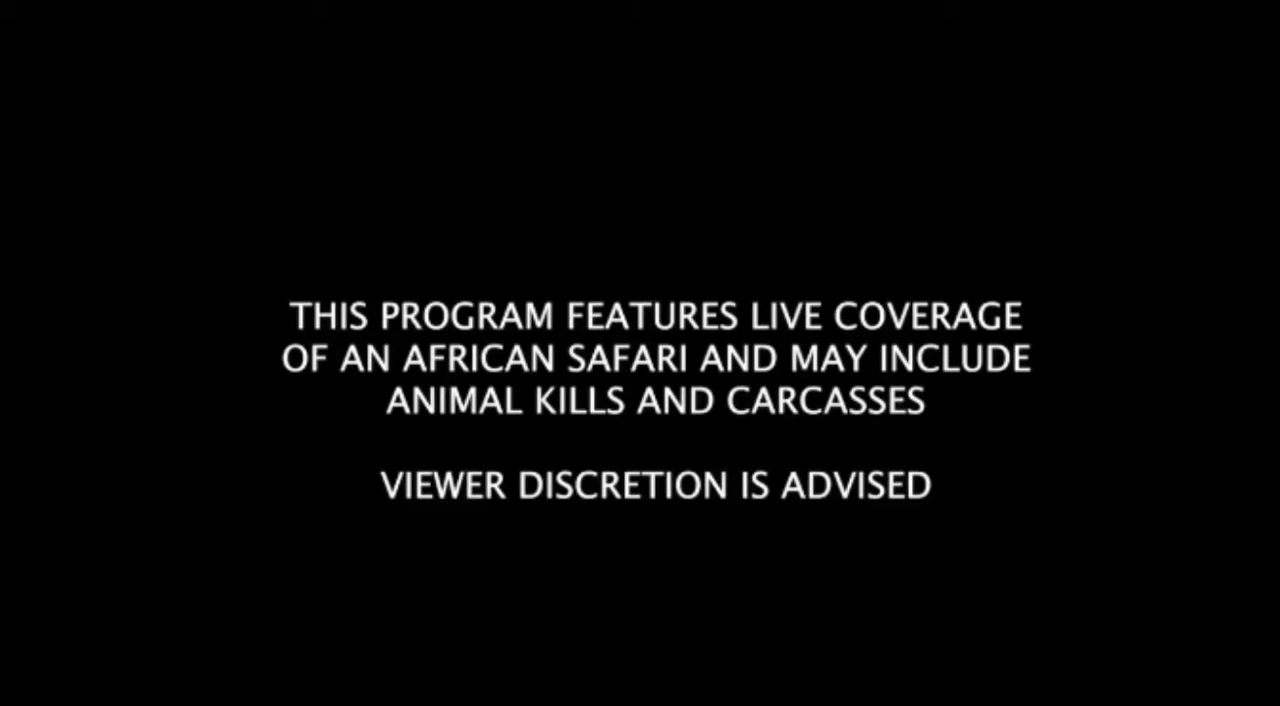 THIS PROGRAM FEATURES LIVE COVERAGE
OF AN AFRICAN SAFARI AND MAY INCLUDE
ANIMAL KILLS AND CARCASSES
VIEWER DISCRETION IS ADVISED